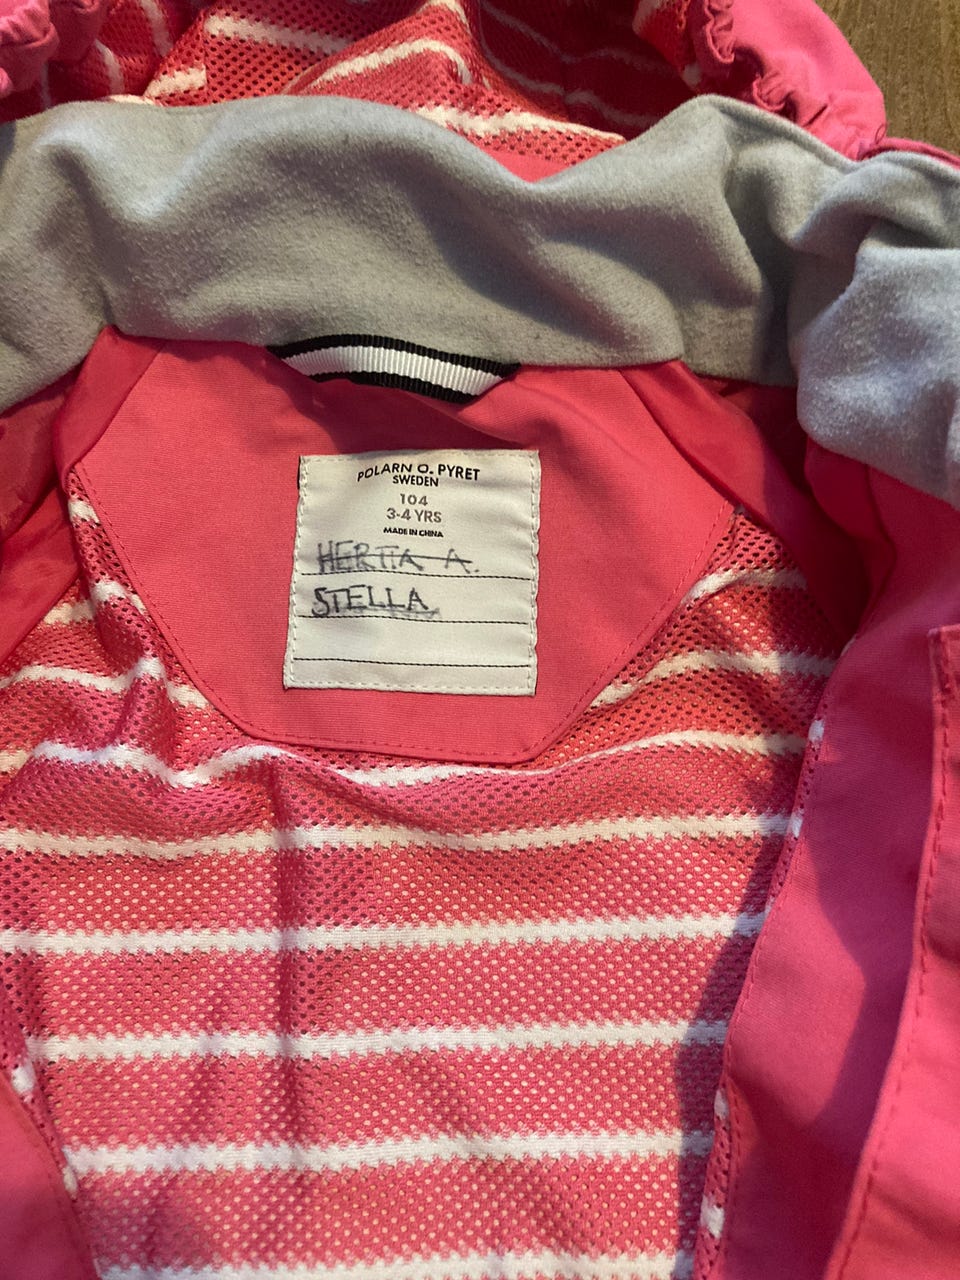 POLARN O. PYRET
SWEDEN
104
3-4 YRS
MADE IN CHINA
HERTTA A.
STELLA